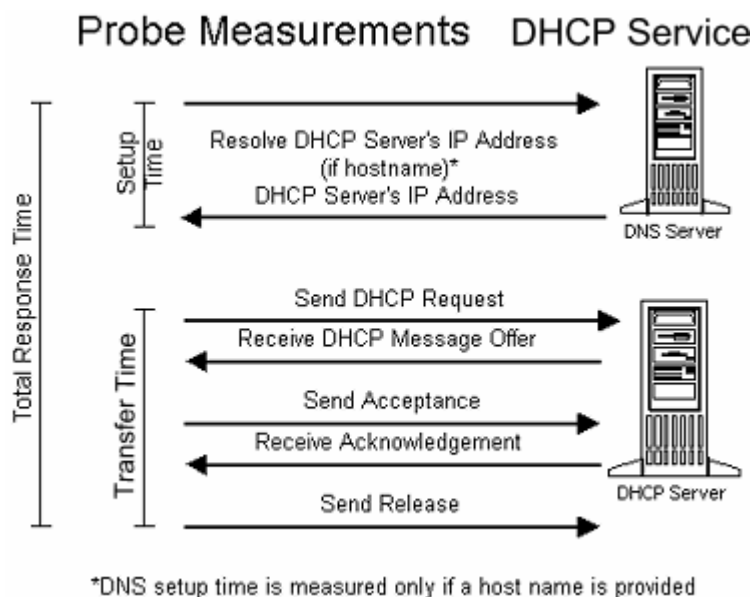 Probe Measurements DHCP Service
Total Response Time
Setup
Time
Resolve DHCP Server's IP Address
(if hostname)*
DHCP Server's IP Address
DNS Server
Transfer Time
Send DHCP Request
Receive DHCP Message Offer
Send Acceptance
Receive Acknowledgement
Send Release
DHCP Server
*DNS setup time is measured only if a host name is provided